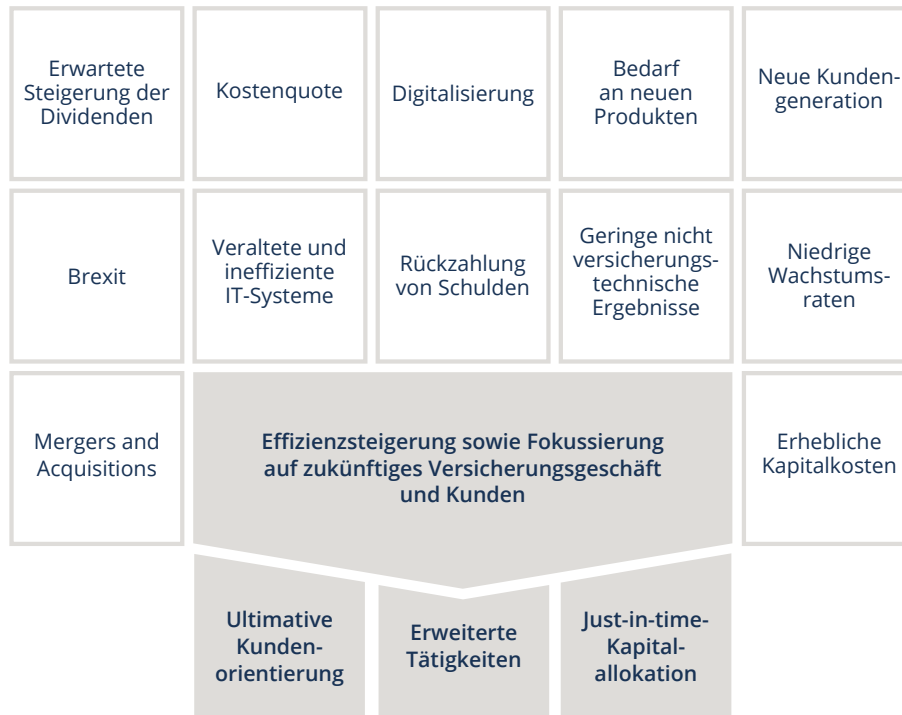 Erwartete
Steigerung der
Dividenden
Kostenquote
Digitalisierung
Bedarf
an neuen
Produkten
Neue Kunden-
generation
Brexit
Veraltete und
ineffiziente
IT-Systeme
Rückzahlung
von Schulden
Geringe nicht
versicherungs-
technische
Ergebnisse
Niedrige
Wachstums-
raten
Mergers and
Acquisitions
Effizienzsteigerung sowie Fokussierung
auf zukünftiges Versicherungsgeschäft
und Kunden
Erhebliche
Kapitalkosten
Ultimative
Kunden-
orientierung
Erweiterte
Tätigkeiten
Just-in-time-
Kapital-
allokation